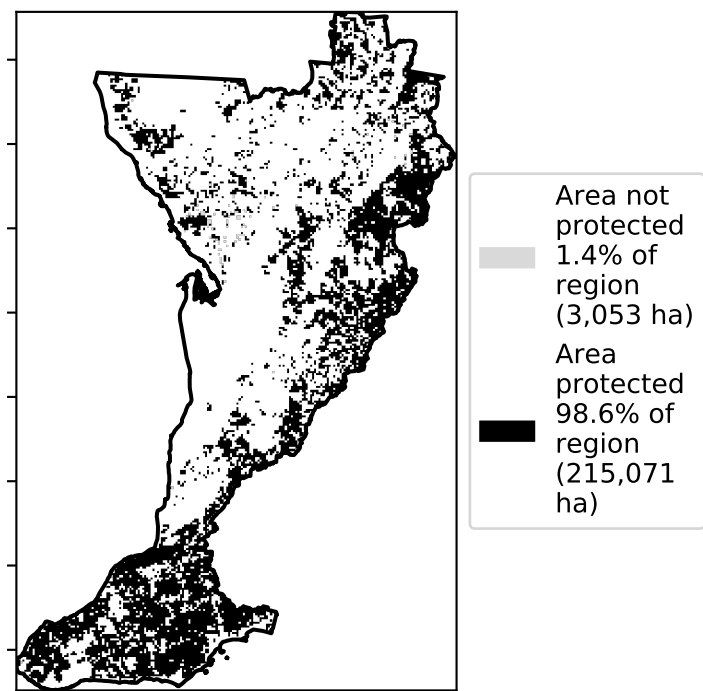 Area not
protected
1.4% of
region
(3,053 ha)
Area
protected
98.6% of
region
(215,071
ha)